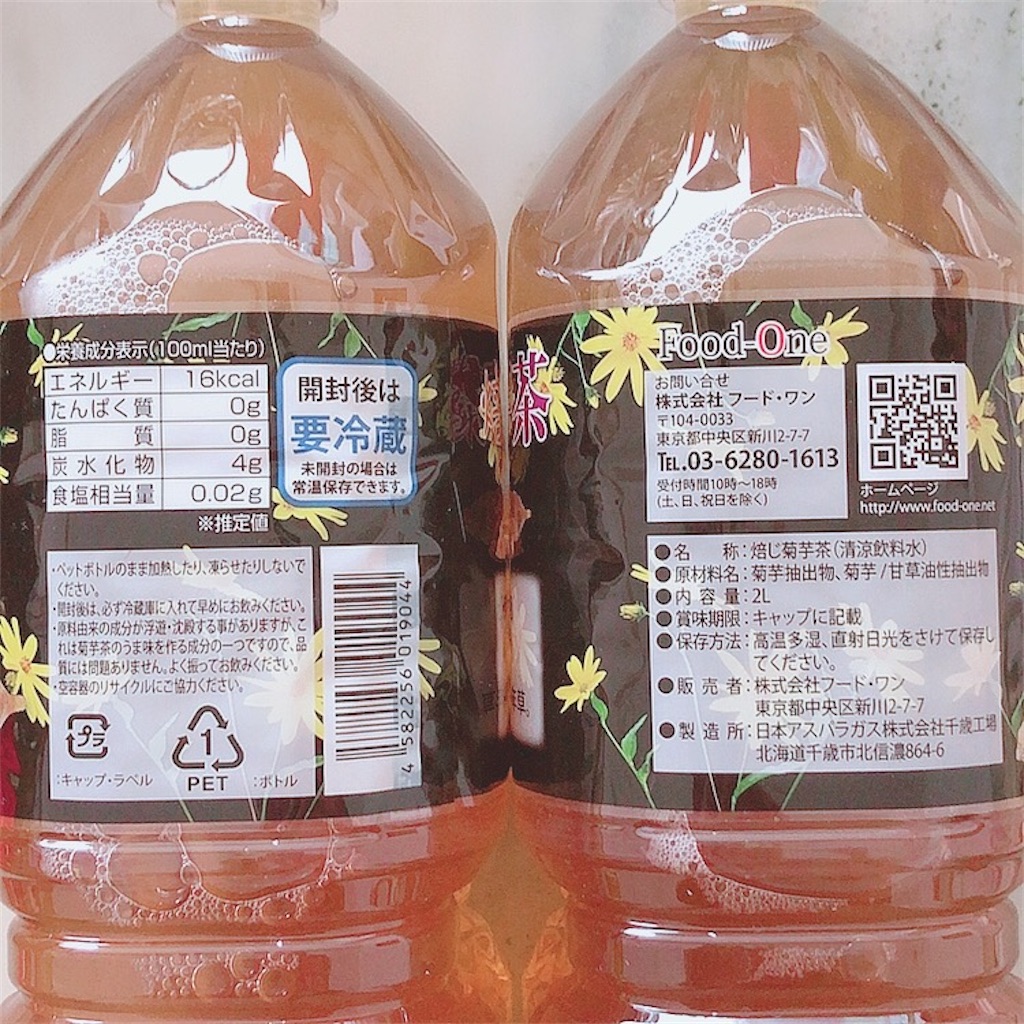 ●栄養成分表示(100ml当たり)
エネルギー 16kcal
たんぱく質 0g
脂質 0g
炭水化物 4g
食塩相当量 0.02g
※推定値
開封後は
要冷蔵
未開封の場合は
常温保存できます。
・ペットボトルのまま加熱したり、凍らせたりしないで
ください。
・開封後は、必ず冷蔵庫に入れて早めにお飲みください。
・原料由来の成分が浮遊・沈殿する事がありますが、これ
は菊芋茶のうま味を作る成分の一つですので、品
質には問題ありません。よく振ってお飲みください。
・空容器のリサイクルにご協力ください。
プラ
:キャップ・ラベル
1
PET
:ボトル
4582256019044
茶
Food-One
お問い合せ
株式会社 フード・ワン
〒104-0033
東京都中央区新川2-7-7
TEL.03-6280-1613
受付時間10時〜18時
(土、日、祝日を除く)
ホームページ
http://www.food-one.net
●名称:焙じ菊芋茶(清涼飲料水)
●原材料名:菊芋抽出物、菊芋/甘草油性抽出物
●内容量:2L
●賞味期限:キャップに記載
●保存方法:高温多湿、直射日光をさけて保存し
てください。
●販売者:株式会社フード・ワン
東京都中央区新川2-7-7
●製造所:日本アスパラガス株式会社千歳工場
北海道千歳市北信濃864-6